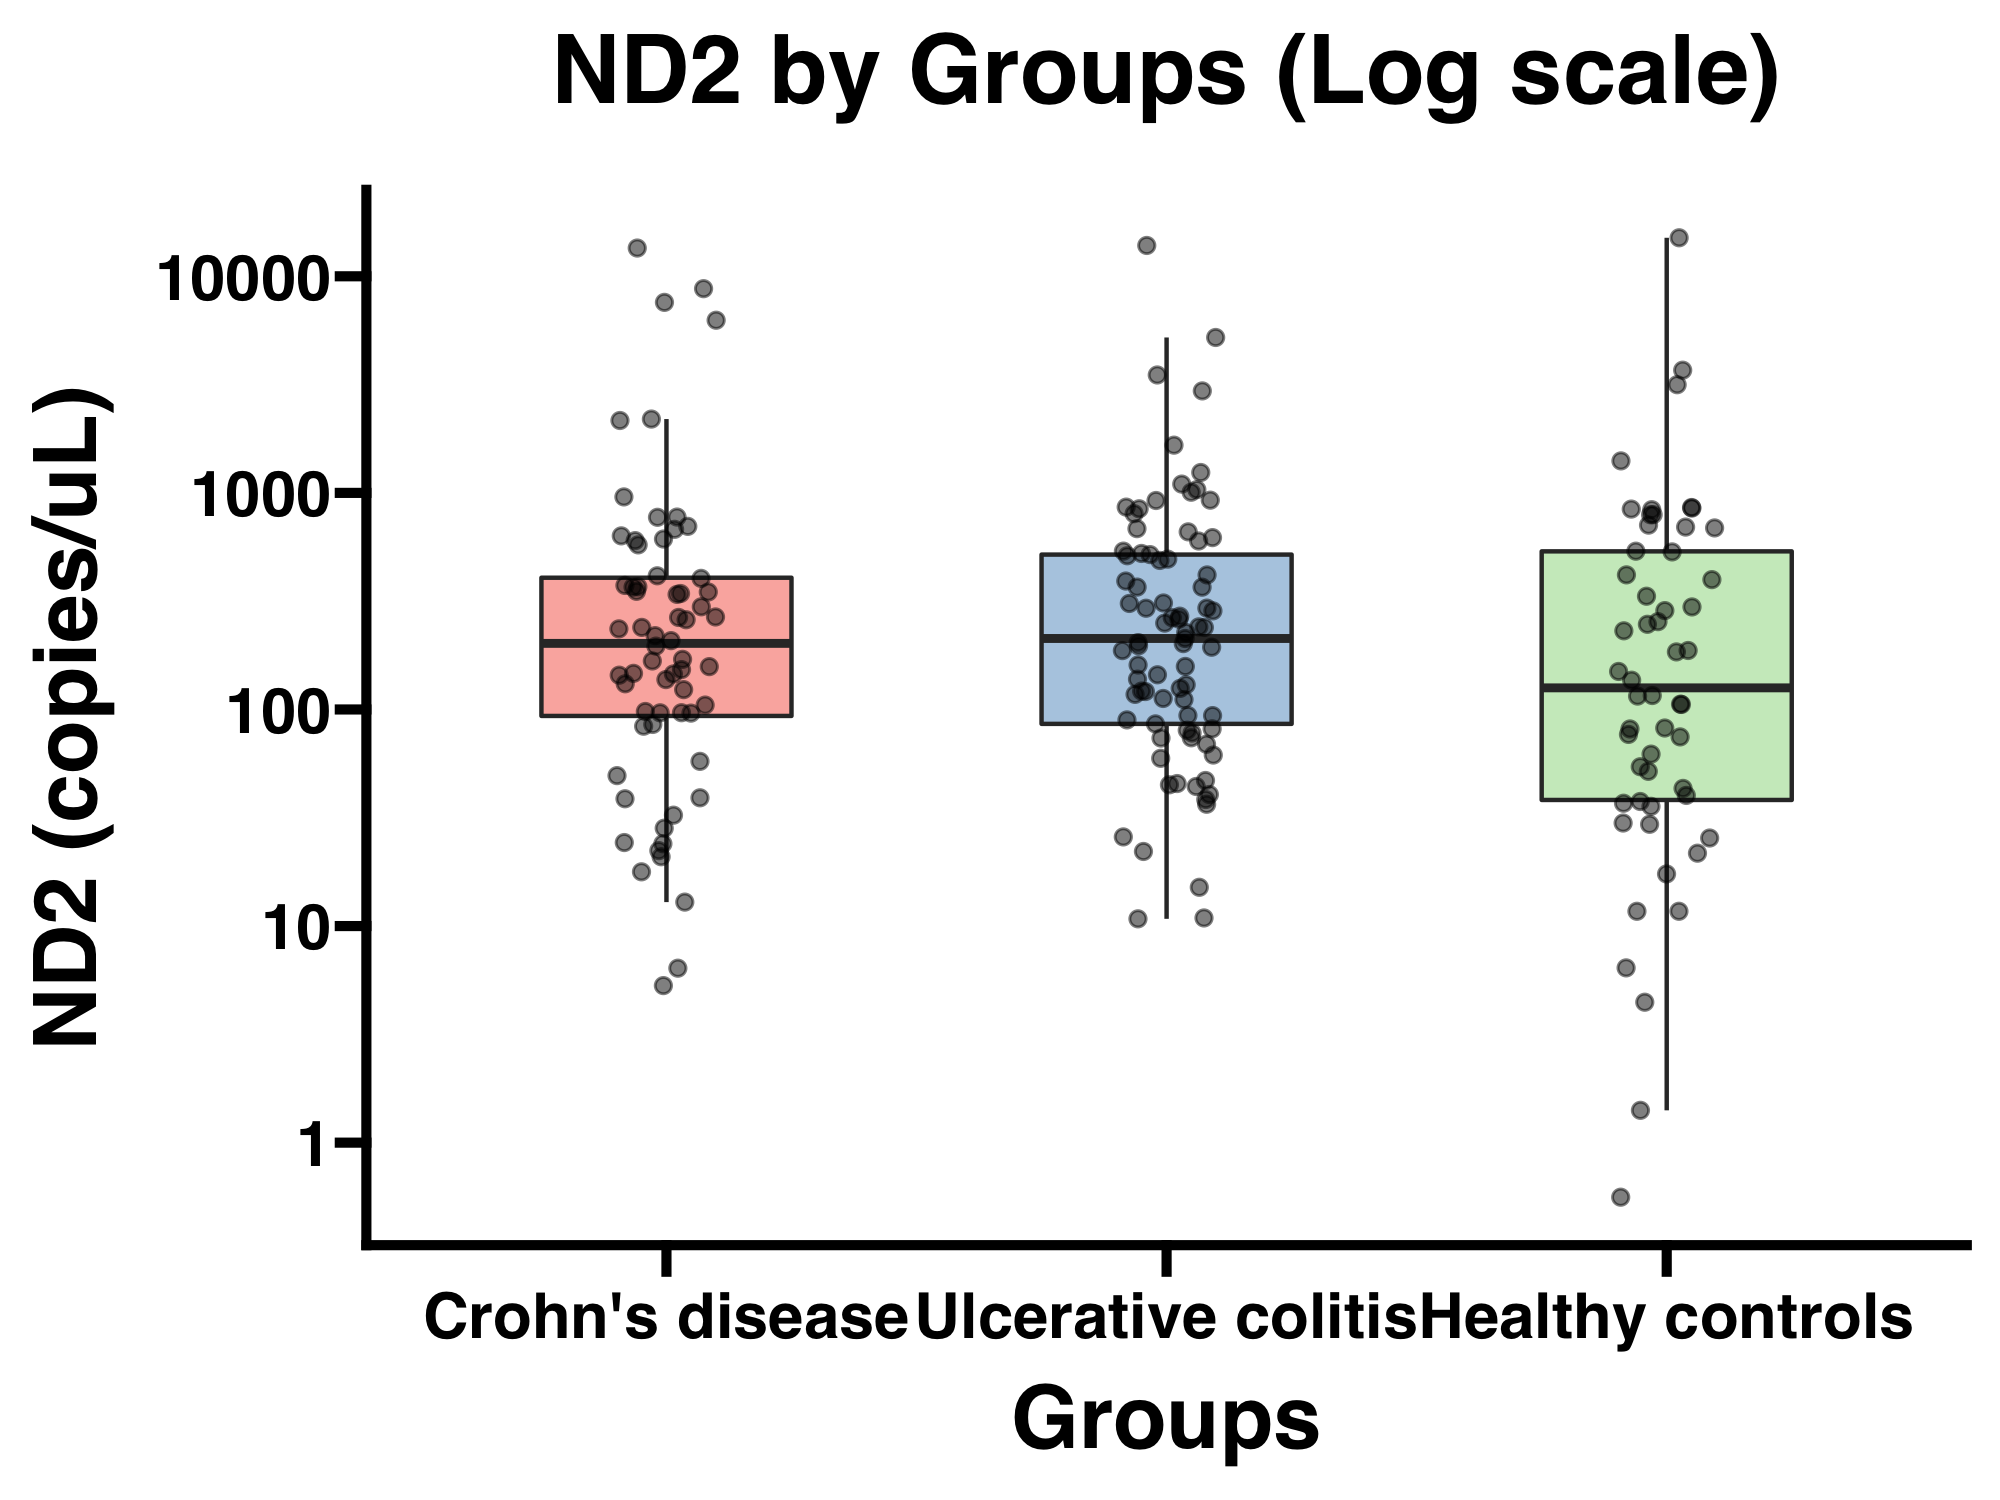 ND2 by Groups (Log scale)
ND2 (copies/uL)
10000
1000
100
10
1
Crohn's disease
Ulcerative colitis
Healthy controls
Groups